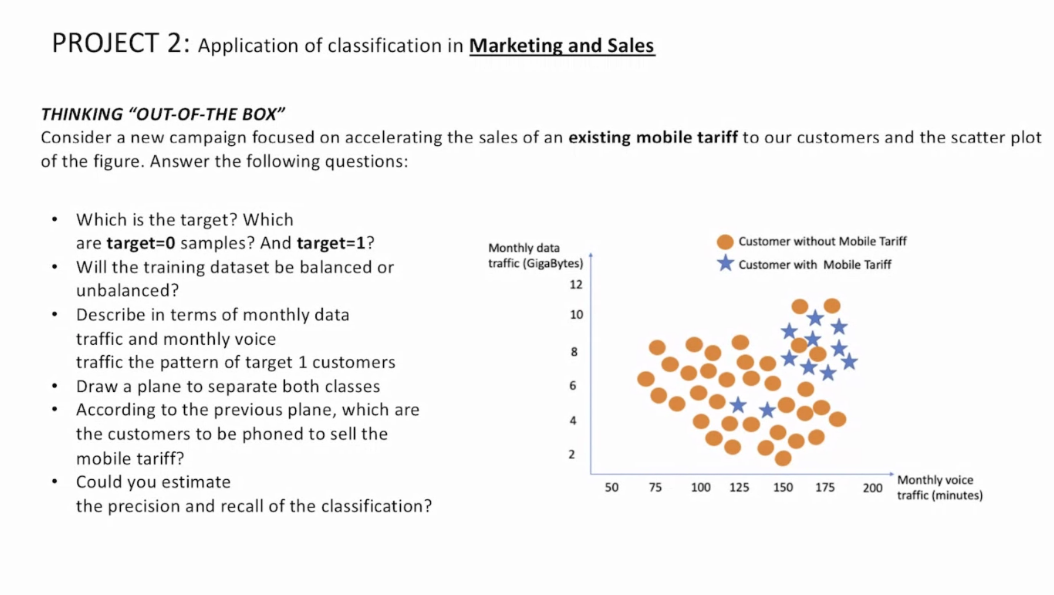 PROJECT 2: Application of classification in Marketing and Sales
THINKING “OUT-OF-THE BOX”
Consider a new campaign focused on accelerating the sales of an existing mobile tariff to our customers and the scatter plot
of the figure. Answer the following questions:
• Which is the target? Which
are target=0 samples? And target=1?
• Will the training dataset be balanced or
unbalanced?
• Describe in terms of monthly data
traffic and monthly voice
traffic the pattern of target 1 customers
• Draw a plane to separate both classes
• According to the previous plane, which are
the customers to be phoned to sell the
mobile tariff?
• Could you estimate
the precision and recall of the classification?
Customer without Mobile Tariff
Customer with Mobile Tariff
Monthly data
traffic (GigaBytes)
12
10
8
6
4
2
50 75 100 125 150 175 200
Monthly voice
traffic (minutes)